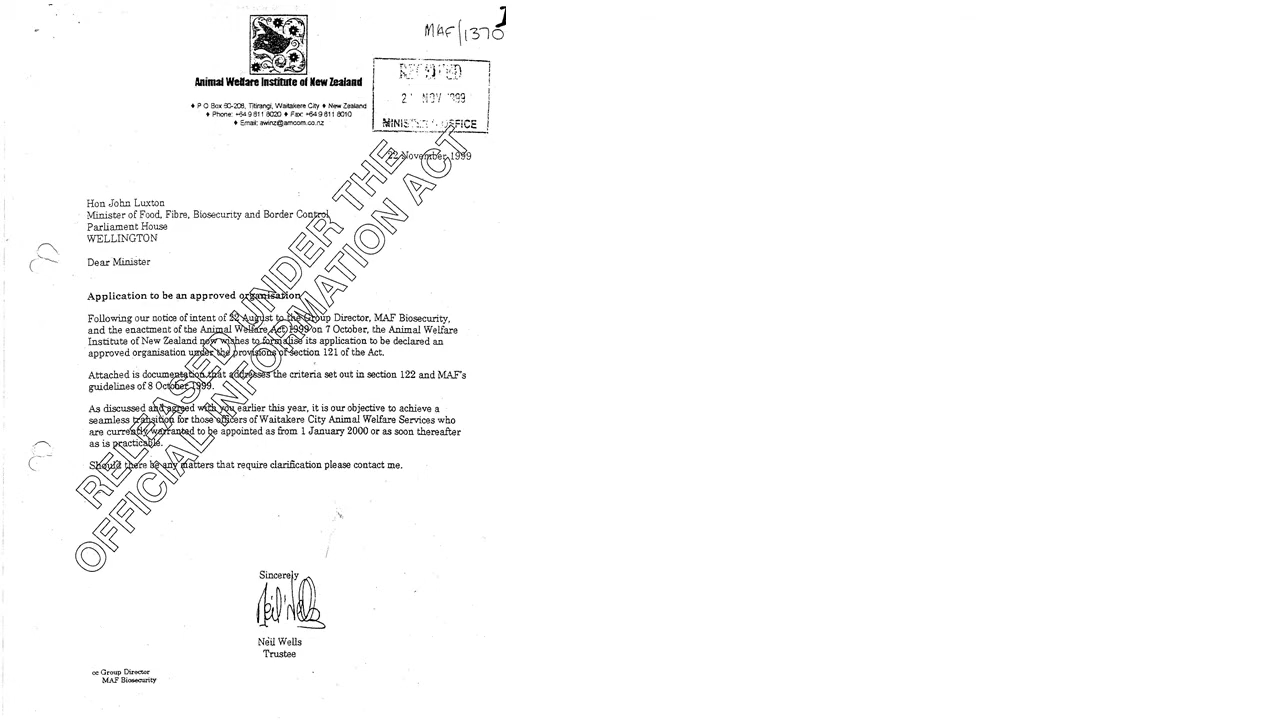 MAF/1370
Animal Welfare Institute of New Zealand
RECEIVED
NOV 1999
MINISTER'S OFFICE
♦ P O Box 60-208, Titirangi, Waitakere City ♦ New Zealand
♦ Phone: +64 9 811 8020 ♦ Fax: +64 9 811 8010
♦ Email: awinz@amcom.co.nz
22 November 1999
Hon John Luxton
Minister of Food, Fibre, Biosecurity and Border Control
Parliament House
WELLINGTON
Dear Minister
Application to be an approved organisation
Following our notice of intent of 22 August to the Group Director, MAF Biosecurity,
and the enactment of the Animal Welfare Act 1999 on 7 October, the Animal Welfare
Institute of New Zealand now wishes to formalise its application to be declared an
approved organisation under the provisions of section 121 of the Act.
Attached is documentation that addresses the criteria set out in section 122 and MAF's
guidelines of 8 October 1999.
As discussed and agreed with you earlier this year, it is our objective to achieve a
seamless transition for those officers of Waitakere City Animal Welfare Services who
are currently warranted to be appointed as from 1 January 2000 or as soon thereafter
as is practicable.
Should there be any matters that require clarification please contact me.
RELEASED UNDER THE
OFFICIAL INFORMATION ACT
Sincerely
Neil Wells
Neil Wells
Trustee
cc Group Director
MAF Biosecurity